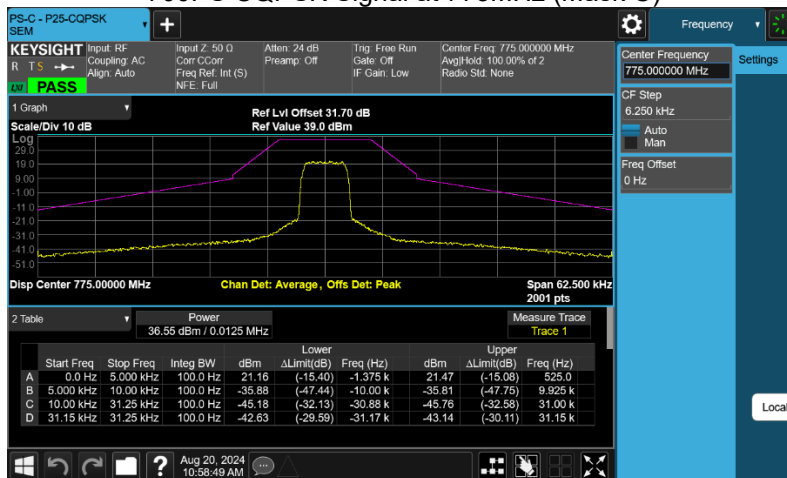 PS-C - P25-CQPSK
SEM
Frequency
KEYSIGHT
R T S
LXI
PASS
Input: RF
Coupling: AC
Align: Auto
Input Z: 50 Ω
Corr CCorr
Freq Ref: Int (S)
NFE: Full
Atten: 24 dB
Preamp: Off
Trig: Free Run
Gate: Off
IF Gain: Low
Center Freq: 775.000000 MHz
Avg|Hold: 100.00% of 2
Radio Std: None
Center Frequency
775.000000 MHz
Settings
CF Step
6.250 kHz
Auto
Man
Freq Offset
0 Hz
1 Graph
Scale/Div 10 dB
Ref Lvl Offset 31.70 dB
Ref Value 39.0 dBm
Log
29.0
19.0
9.00
-1.00
-11.0
-21.0
-31.0
-41.0
-51.0
Disp Center 775.00000 MHz
Chan Det: Average, Offs Det: Peak
Span 62.500 kHz
2001 pts
2 Table
Power
36.55 dBm / 0.0125 MHz
Measure Trace
Trace 1
Lower Upper
Start Freq Stop Freq Integ BW dBm ΔLimit(dB) Freq (Hz) dBm ΔLimit(dB) Freq (Hz)
A 0.0 Hz 5.000 kHz 100.0 Hz 21.16 (-15.40) -1.375 k 21.47 (-15.08) 525.0
B 5.000 kHz 10.00 kHz 100.0 Hz -35.88 (-47.44) -10.00 k -35.81 (-47.75) 9.925 k
C 10.00 kHz 31.25 kHz 100.0 Hz -45.18 (-32.13) -30.88 k -45.76 (-32.58) 31.00 k
D 31.15 kHz 31.25 kHz 100.0 Hz -42.63 (-29.59) -31.17 k -43.14 (-30.11) 31.15 k
Local
Aug 20, 2024
10:58:49 AM